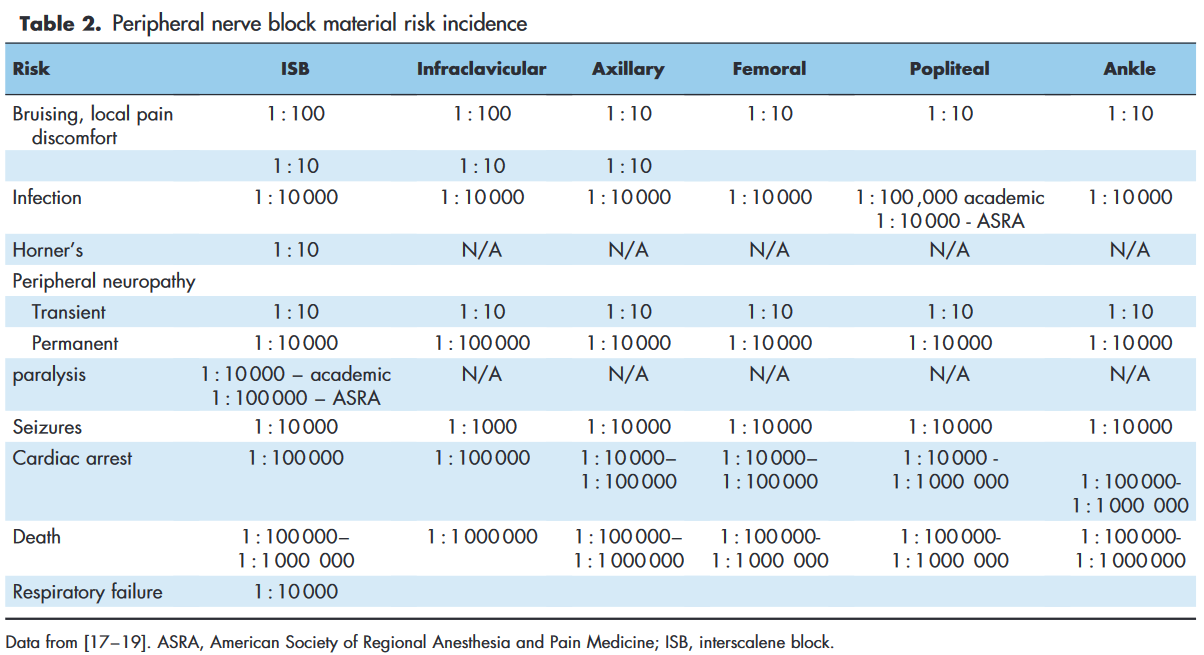 Table 2. Peripheral nerve block material risk incidence
Risk ISB Infraclavicular Axillary Femoral Popliteal Ankle
Bruising, local pain 1 : 100 1 : 100 1 : 10 1 : 10 1 : 10 1 : 10
discomfort
1 : 10 1 : 10 1 : 10
Infection 1 : 10 000 1 : 10 000 1 : 10 000 1 : 10 000 1 : 100 ,000 academic 1 : 10 000
1 : 10 000 - ASRA
Horner's 1 : 10 N/A N/A N/A N/A N/A
Peripheral neuropathy
Transient 1 : 10 1 : 10 1 : 10 1 : 10 1 : 10 1 : 10
Permanent 1 : 10 000 1 : 100 000 1 : 10 000 1 : 10 000 1 : 10 000 1 : 10 000
paralysis 1 : 10 000 – academic N/A N/A N/A N/A N/A
1 : 100 000 – ASRA
Seizures 1 : 10 000 1 : 1000 1 : 10 000 1 : 10 000 1 : 10 000 1 : 10 000
Cardiac arrest 1 : 100 000 1 : 100 000 1 : 10 000– 1 : 10 000– 1 : 10 000 -
1 : 100 000 1 : 100 000 1 : 1 000 000 1 : 100 000-
1 : 1 000 000
Death 1 : 100 000– 1 : 1 000 000 1 : 100 000– 1 : 100 000- 1 : 100 000- 1 : 100 000-
1 : 1 000 000 1 : 1 000 000 1 : 1 000 000 1 : 1 000 000 1 : 1 000 000
Respiratory failure 1 : 10 000
Data from [17–19]. ASRA, American Society of Regional Anesthesia and Pain Medicine; ISB, interscalene block.